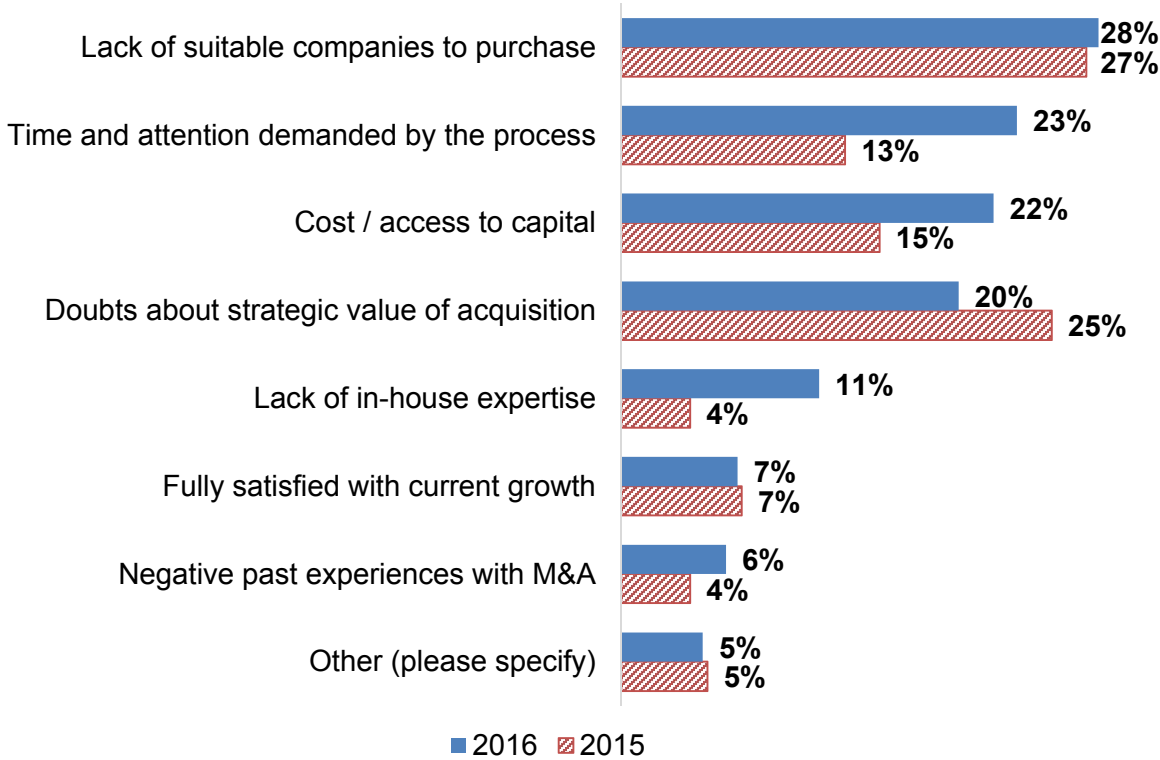 Lack of suitable companies to purchase
28%
27%
Time and attention demanded by the process
23%
13%
Cost / access to capital
22%
15%
Doubts about strategic value of acquisition
20%
25%
Lack of in-house expertise
11%
4%
Fully satisfied with current growth
7%
7%
Negative past experiences with M&A
6%
4%
Other (please specify)
5%
5%
2016 2015